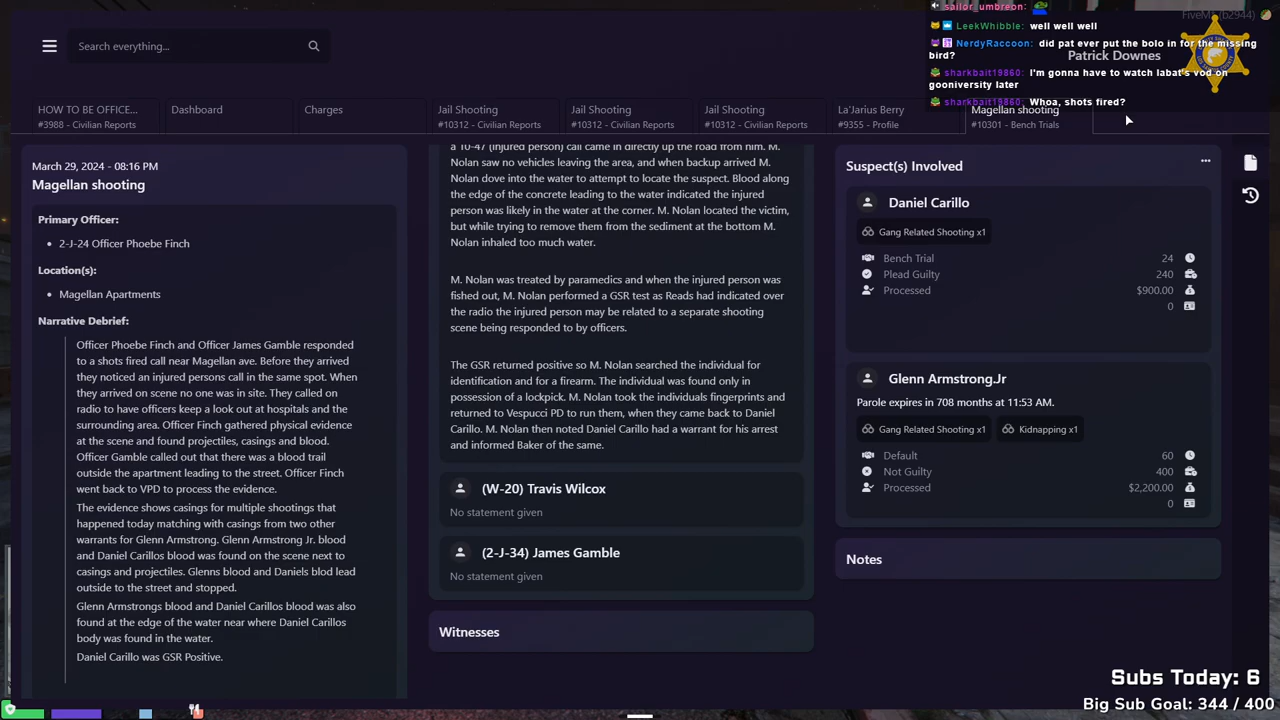 sailor_umbreon:
LeekWhibble: well well well
NerdyRaccoon: did pat ever put the bolo in for the missing
bird?
sharkbait19860: I'm gonna have to watch labat's vod on
gooniversity later
sharkbait19860: Whoa, shots fired?
FiveM® (b2944)
Patrick Downes
Search everything...
HOW TO BE OFFICE...
#3988 - Civilian Reports
Dashboard
Charges
Jail Shooting
#10312 - Civilian Reports
Jail Shooting
#10312 - Civilian Reports
Jail Shooting
#10312 - Civilian Reports
La'Jarius Berry
#9355 - Profile
Magellan shooting
#10301 - Bench Trials
March 29, 2024 - 08:16 PM
Magellan shooting
Primary Officer:
2-J-24 Officer Phoebe Finch
Location(s):
Magellan Apartments
Narrative Debrief:
Officer Phoebe Finch and Officer James Gamble responded
to a shots fired call near Magellan ave. Before they arrived
they noticed an injured persons call in the same spot. When
they arrived on scene no one was in site. They called on
radio to have officers keep a look out at hospitals and the
surrounding area. Officer Finch gathered physical evidence
at the scene and found projectiles, casings and blood.
Officer Gamble called out that there was a blood trail
outside the apartment leading to the street. Officer Finch
went back to VPD to process the evidence.
The evidence shows casings for multiple shootings that
happened today matching with casings from two other
warrants for Glenn Armstrong. Glenn Armstrong Jr. blood
and Daniel Carillos blood was found on the scene next to
casings and projectiles. Glenns blood and Daniels blod lead
outside to the street and stopped.
Glenn Armstrongs blood and Daniel Carillos blood was also
found at the edge of the water near where Daniel Carillos
body was found in the water.
Daniel Carillo was GSR Positive.
a 10-47 (injured person) call came in directly up the road from him. M.
Nolan saw no vehicles leaving the area, and when backup arrived M.
Nolan dove into the water to attempt to locate the suspect. Blood along
the edge of the concrete leading to the water indicated the injured
person was likely in the water at the corner. M. Nolan located the victim,
but while trying to remove them from the sediment at the bottom M.
Nolan inhaled too much water.
M. Nolan was treated by paramedics and when the injured person was
fished out, M. Nolan performed a GSR test as Reads had indicated over
the radio the injured person may be related to a separate shooting
scene being responded to by officers.
The GSR returned positive so M. Nolan searched the individual for
identification and for a firearm. The individual was found only in
possession of a lockpick. M. Nolan took the individuals fingerprints and
returned to Vespucci PD to run them, when they came back to Daniel
Carillo. M. Nolan then noted Daniel Carillo had a warrant for his arrest
and informed Baker of the same.
(W-20) Travis Wilcox
No statement given
(2-J-34) James Gamble
No statement given
Witnesses
Suspect(s) Involved
Daniel Carillo
Gang Related Shooting x1
Bench Trial 24
Plead Guilty 240
Processed $900.00
0
Glenn Armstrong.Jr
Parole expires in 708 months at 11:53 AM.
Gang Related Shooting x1 Kidnapping x1
Default 60
Not Guilty 400
Processed $2,200.00
0
Notes
Subs Today: 6
Big Sub Goal: 344 / 400